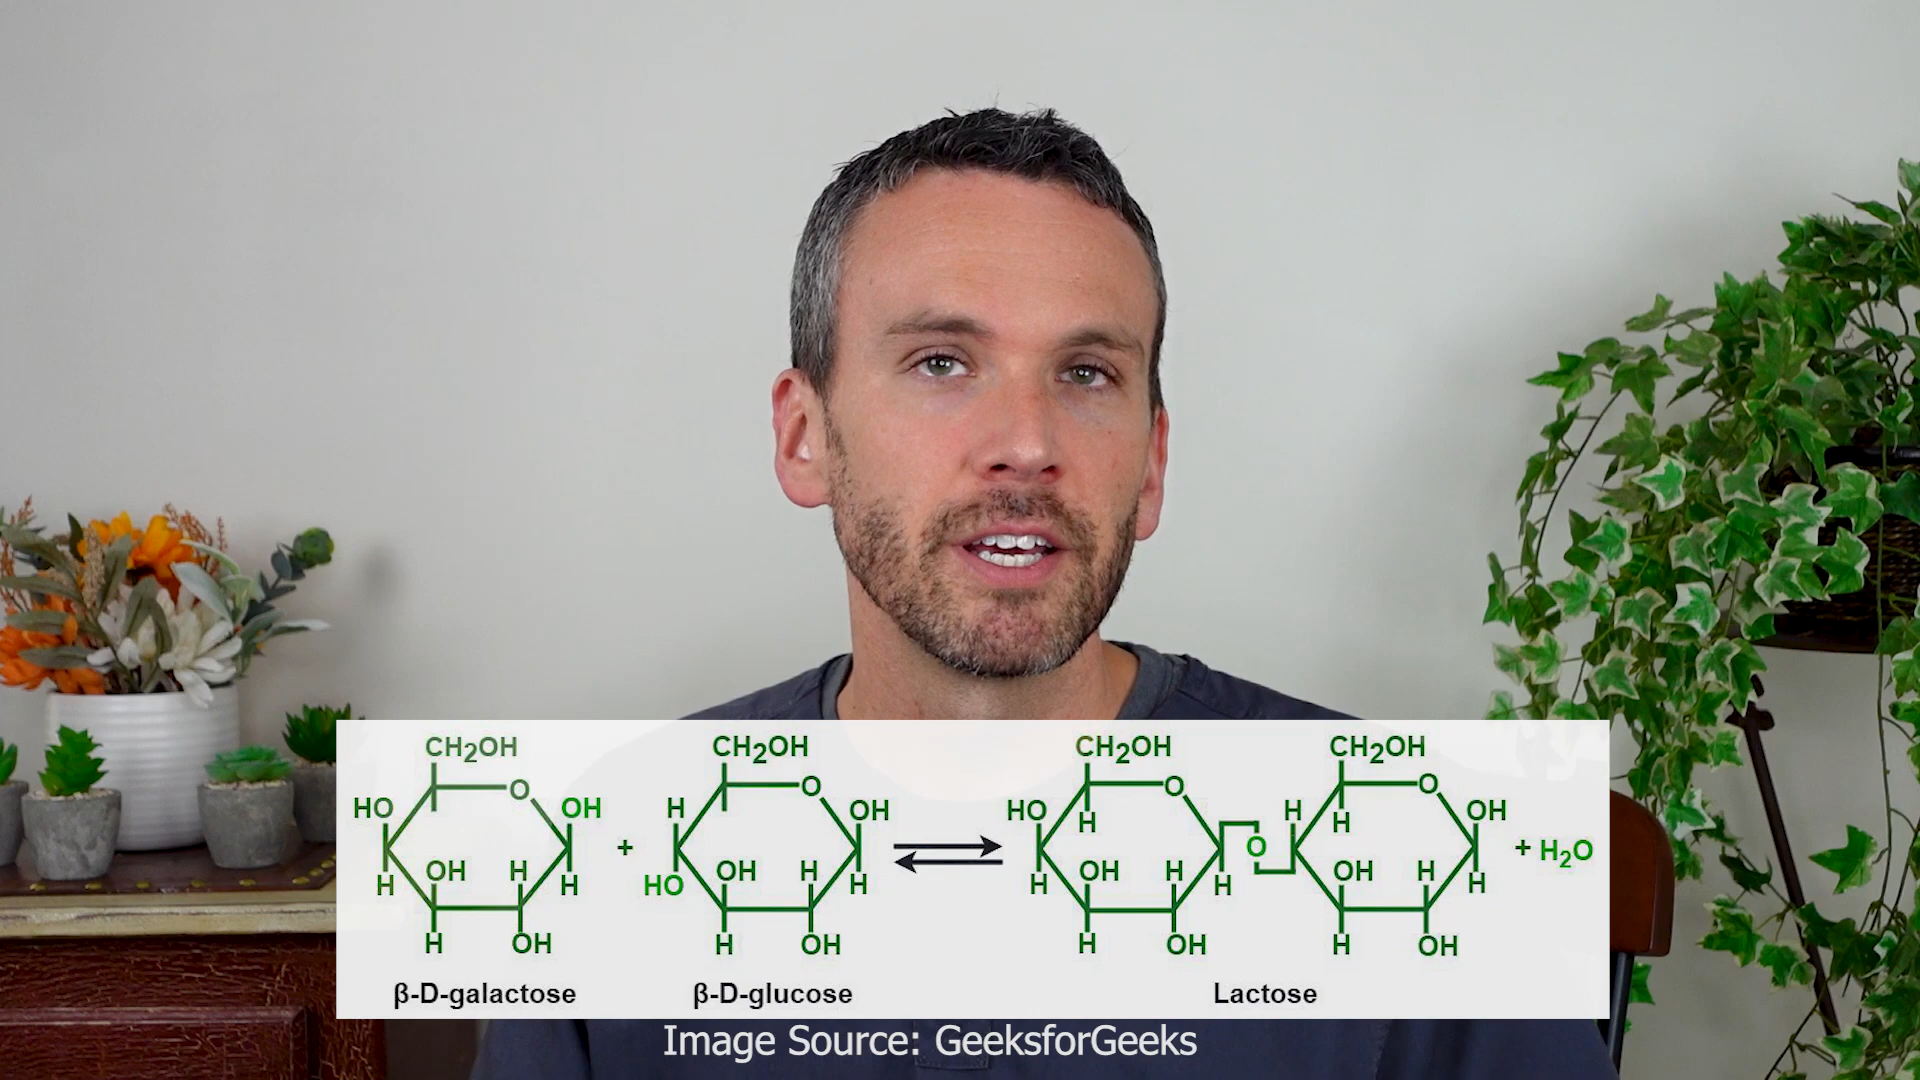 CH2OH CH2OH CH2OH CH2OH
O O O O
HO OH H OH HO H H H OH
+ O + H2O
OH H OH H OH H OH H
H H HO H H H H
H OH H OH H OH H OH
β-D-galactose β-D-glucose Lactose
Image Source: GeeksforGeeks